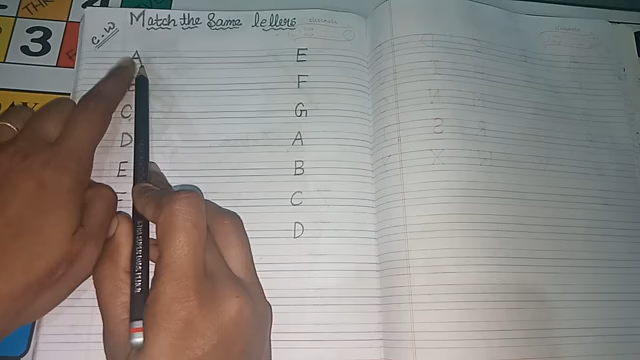 C.W Match the Same letters
A E
F
C G
D A
E B
F C
D